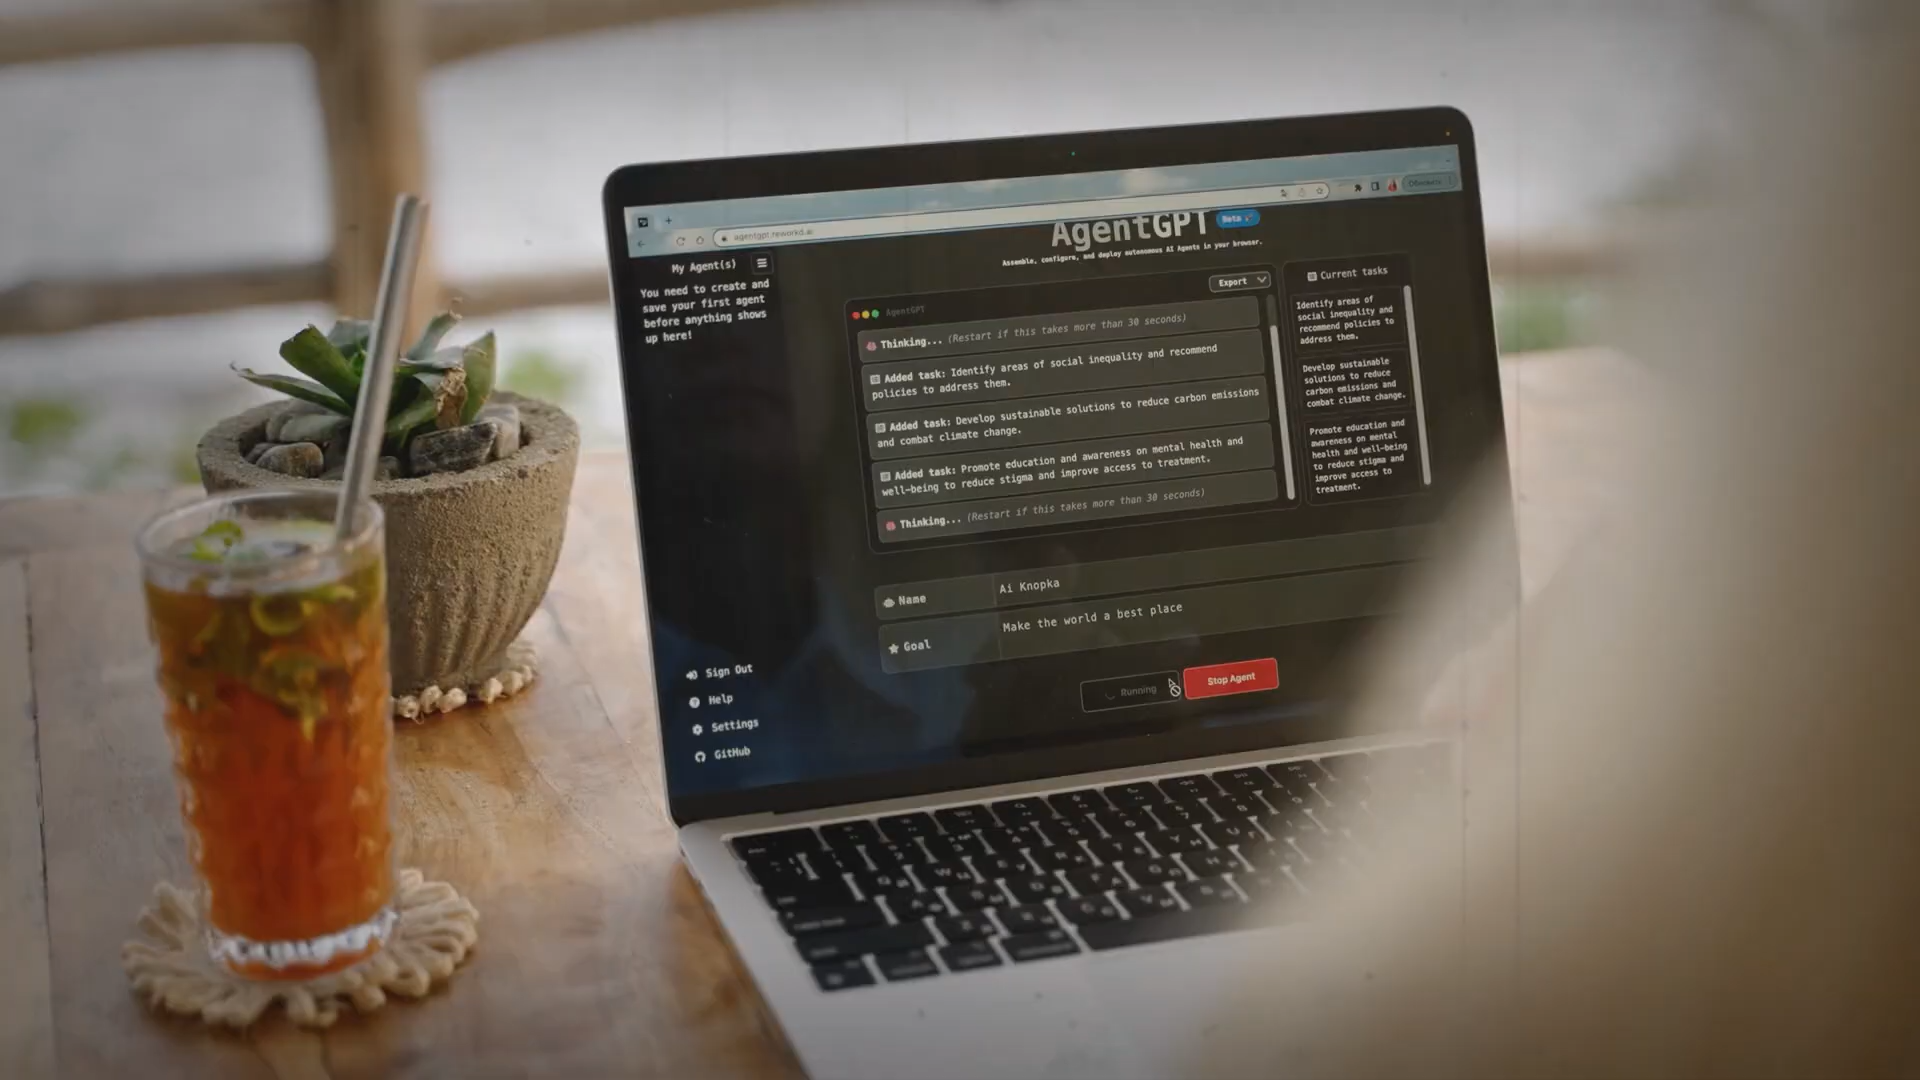 agentgpt.reworkd.ai
Обновить
AgentGPT Beta
Assemble, configure, and deploy autonomous AI Agents in your browser.
My Agent(s)
You need to create and
save your first agent
before anything shows
up here!
Sign Out
Help
Settings
GitHub
Export
AgentGPT
Thinking... (Restart if this takes more than 30 seconds)
Added task: Identify areas of social inequality and recommend
policies to address them.
Added task: Develop sustainable solutions to reduce carbon emissions
and combat climate change.
Added task: Promote education and awareness on mental health and
well-being to reduce stigma and improve access to treatment.
Thinking... (Restart if this takes more than 30 seconds)
Current tasks
Identify areas of
social inequality and
recommend policies to
address them.
Develop sustainable
solutions to reduce
carbon emissions and
combat climate change.
Promote education and
awareness on mental
health and well-being
to reduce stigma and
improve access to
treatment.
Name Ai Knopka
Goal Make the world a best place
Running Stop Agent